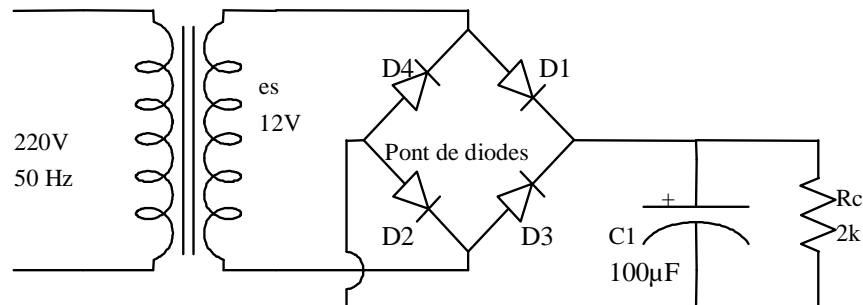 D4
D1
es
12V
220V
50 Hz
Pont de diodes
D2
D3
+
C1
100µF
Rc
2k